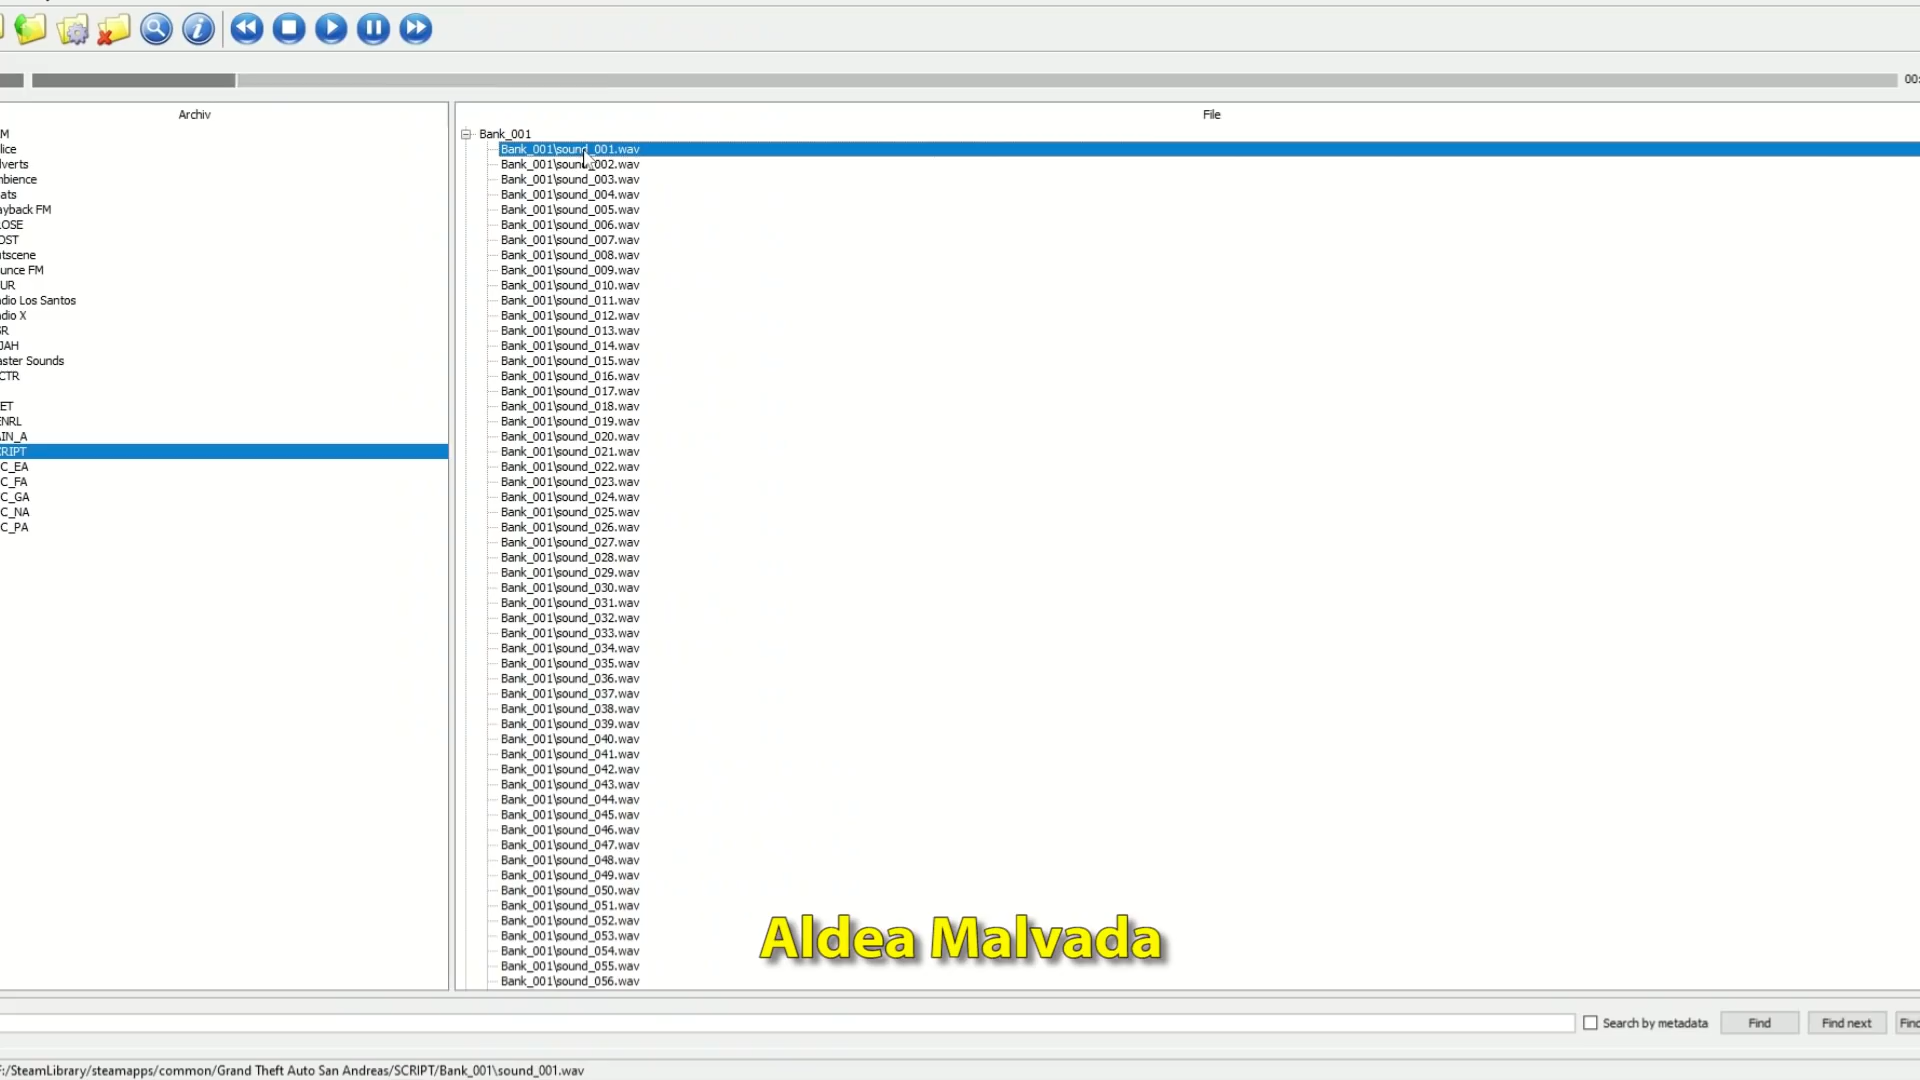 00:
Archiv
M
lice
lverts
nbience
ats
ayback FM
OSE
OST
utscene
unce FM
UR
adio Los Santos
adio X
SR
JAH
aster Sounds
CTR
ET
ENRL
AIN_A
CRIPT
C_EA
C_FA
C_GA
C_NA
C_PA
File
Bank_001
Bank_001\sound_001.wav
Bank_001\sound_002.wav
Bank_001\sound_003.wav
Bank_001\sound_004.wav
Bank_001\sound_005.wav
Bank_001\sound_006.wav
Bank_001\sound_007.wav
Bank_001\sound_008.wav
Bank_001\sound_009.wav
Bank_001\sound_010.wav
Bank_001\sound_011.wav
Bank_001\sound_012.wav
Bank_001\sound_013.wav
Bank_001\sound_014.wav
Bank_001\sound_015.wav
Bank_001\sound_016.wav
Bank_001\sound_017.wav
Bank_001\sound_018.wav
Bank_001\sound_019.wav
Bank_001\sound_020.wav
Bank_001\sound_021.wav
Bank_001\sound_022.wav
Bank_001\sound_023.wav
Bank_001\sound_024.wav
Bank_001\sound_025.wav
Bank_001\sound_026.wav
Bank_001\sound_027.wav
Bank_001\sound_028.wav
Bank_001\sound_029.wav
Bank_001\sound_030.wav
Bank_001\sound_031.wav
Bank_001\sound_032.wav
Bank_001\sound_033.wav
Bank_001\sound_034.wav
Bank_001\sound_035.wav
Bank_001\sound_036.wav
Bank_001\sound_037.wav
Bank_001\sound_038.wav
Bank_001\sound_039.wav
Bank_001\sound_040.wav
Bank_001\sound_041.wav
Bank_001\sound_042.wav
Bank_001\sound_043.wav
Bank_001\sound_044.wav
Bank_001\sound_045.wav
Bank_001\sound_046.wav
Bank_001\sound_047.wav
Bank_001\sound_048.wav
Bank_001\sound_049.wav
Bank_001\sound_050.wav
Bank_001\sound_051.wav
Bank_001\sound_052.wav
Bank_001\sound_053.wav
Bank_001\sound_054.wav
Bank_001\sound_055.wav
Bank_001\sound_056.wav
Aldea Malvada
Search by metadata
Find
Find next
Find
F:/SteamLibrary/steamapps/common/Grand Theft Auto San Andreas/SCRIPT/Bank_001\sound_001.wav